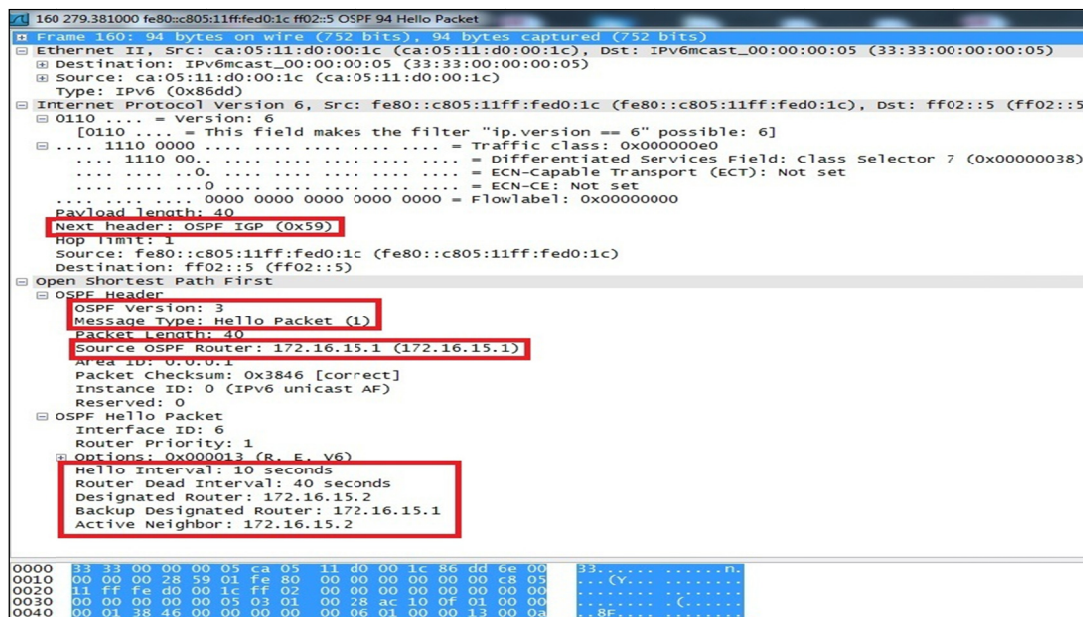 160 279.381000 fe80::c805:11ff:fed0:1c ff02::5 OSPF 94 Hello Packet
Frame 160: 94 bytes on wire (752 bits), 94 bytes captured (752 bits)
Ethernet II, Src: ca:05:11:d0:00:1c (ca:05:11:d0:00:1c), Dst: IPv6mcast_00:00:00:05 (33:33:00:00:00:05)
Destination: IPv6mcast_00:00:00:05 (33:33:00:00:00:05)
Source: ca:05:11:d0:00:1c (ca:05:11:d0:00:1c)
Type: IPv6 (0x86dd)
Internet Protocol Version 6, Src: fe80::c805:11ff:fed0:1c (fe80::c805:11ff:fed0:1c), Dst: ff02::5 (ff02::5
0110 .... = Version: 6
[0110 .... = This field makes the filter "ip.version == 6" possible: 6]
.... 1110 0000 .... .... .... .... .... = Traffic class: 0x000000e0
.... 1110 00.. .... .... .... .... .... = Differentiated Services Field: Class Selector 7 (0x00000038)
.... .... ..0. .... .... .... .... .... = ECN-Capable Transport (ECT): Not set
.... .... ...0 .... .... .... .... .... = ECN-CE: Not set
.... .... .... 0000 0000 0000 0000 0000 = Flowlabel: 0x00000000
Payload length: 40
Next header: OSPF IGP (0x59)
Hop limit: 1
Source: fe80::c805:11ff:fed0:1c (fe80::c805:11ff:fed0:1c)
Destination: ff02::5 (ff02::5)
Open Shortest Path First
OSPF Header
OSPF Version: 3
Message Type: Hello Packet (1)
Packet Length: 40
Source OSPF Router: 172.16.15.1 (172.16.15.1)
Area ID: 0.0.0.1
Packet Checksum: 0x3846 [correct]
Instance ID: 0 (IPv6 unicast AF)
Reserved: 0
OSPF Hello Packet
Interface ID: 6
Router Priority: 1
Options: 0x000013 (R, E, V6)
Hello Interval: 10 seconds
Router Dead Interval: 40 seconds
Designated Router: 172.16.15.2
Backup Designated Router: 172.16.15.1
Active Neighbor: 172.16.15.2
0000 33 33 00 00 00 05 ca 05 11 d0 00 1c 86 dd 6e 00 33...... ......n.
0010 00 00 00 28 59 01 fe 80 00 00 00 00 00 00 c8 05 ...(Y... ........
0020 11 ff fe d0 00 1c ff 02 00 00 00 00 00 00 00 00 ........ ........
0030 00 00 00 00 00 05 03 01 00 28 ac 10 0f 01 00 00 ........ .(......
0040 00 01 38 46 00 00 00 00 00 06 01 00 00 13 00 0a ..8F.... ........